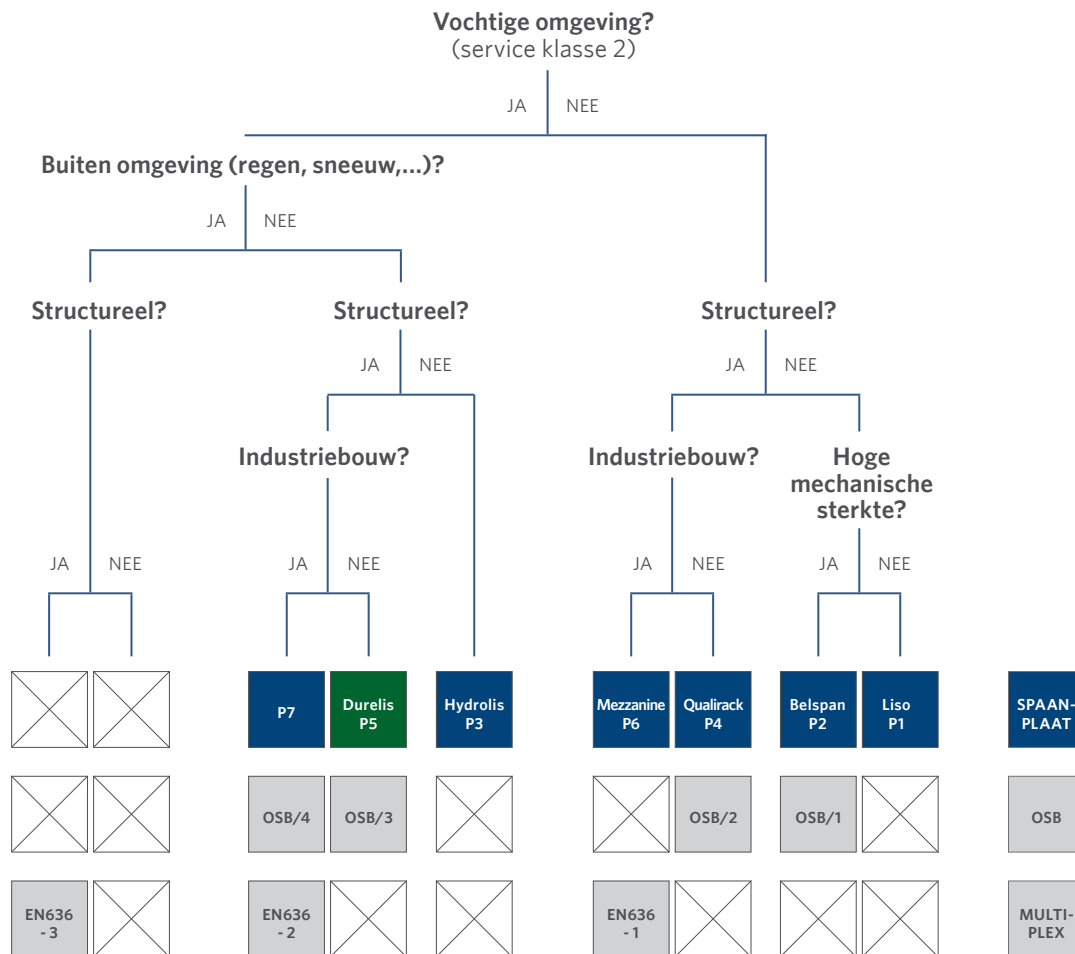 Vochtige omgeving?
(service klasse 2)
JA NEE
Buiten omgeving (regen, sneeuw,...)?
JA NEE
Structureel? Structureel? Structureel?
JA NEE JA NEE
Industriebouw? Industriebouw? Hoge
mechanische
sterkte?
JA NEE JA NEE JA NEE JA NEE
P7
Durelis
P5
Hydrolis
P3
Mezzanine
P6
Qualirack
P4
Belspan
P2
Liso
P1
SPAAN-
PLAAT
OSB/4 OSB/3 OSB/2 OSB/1 OSB
EN636
- 3
EN636
- 2
EN636
- 1
MULTI-
PLEX